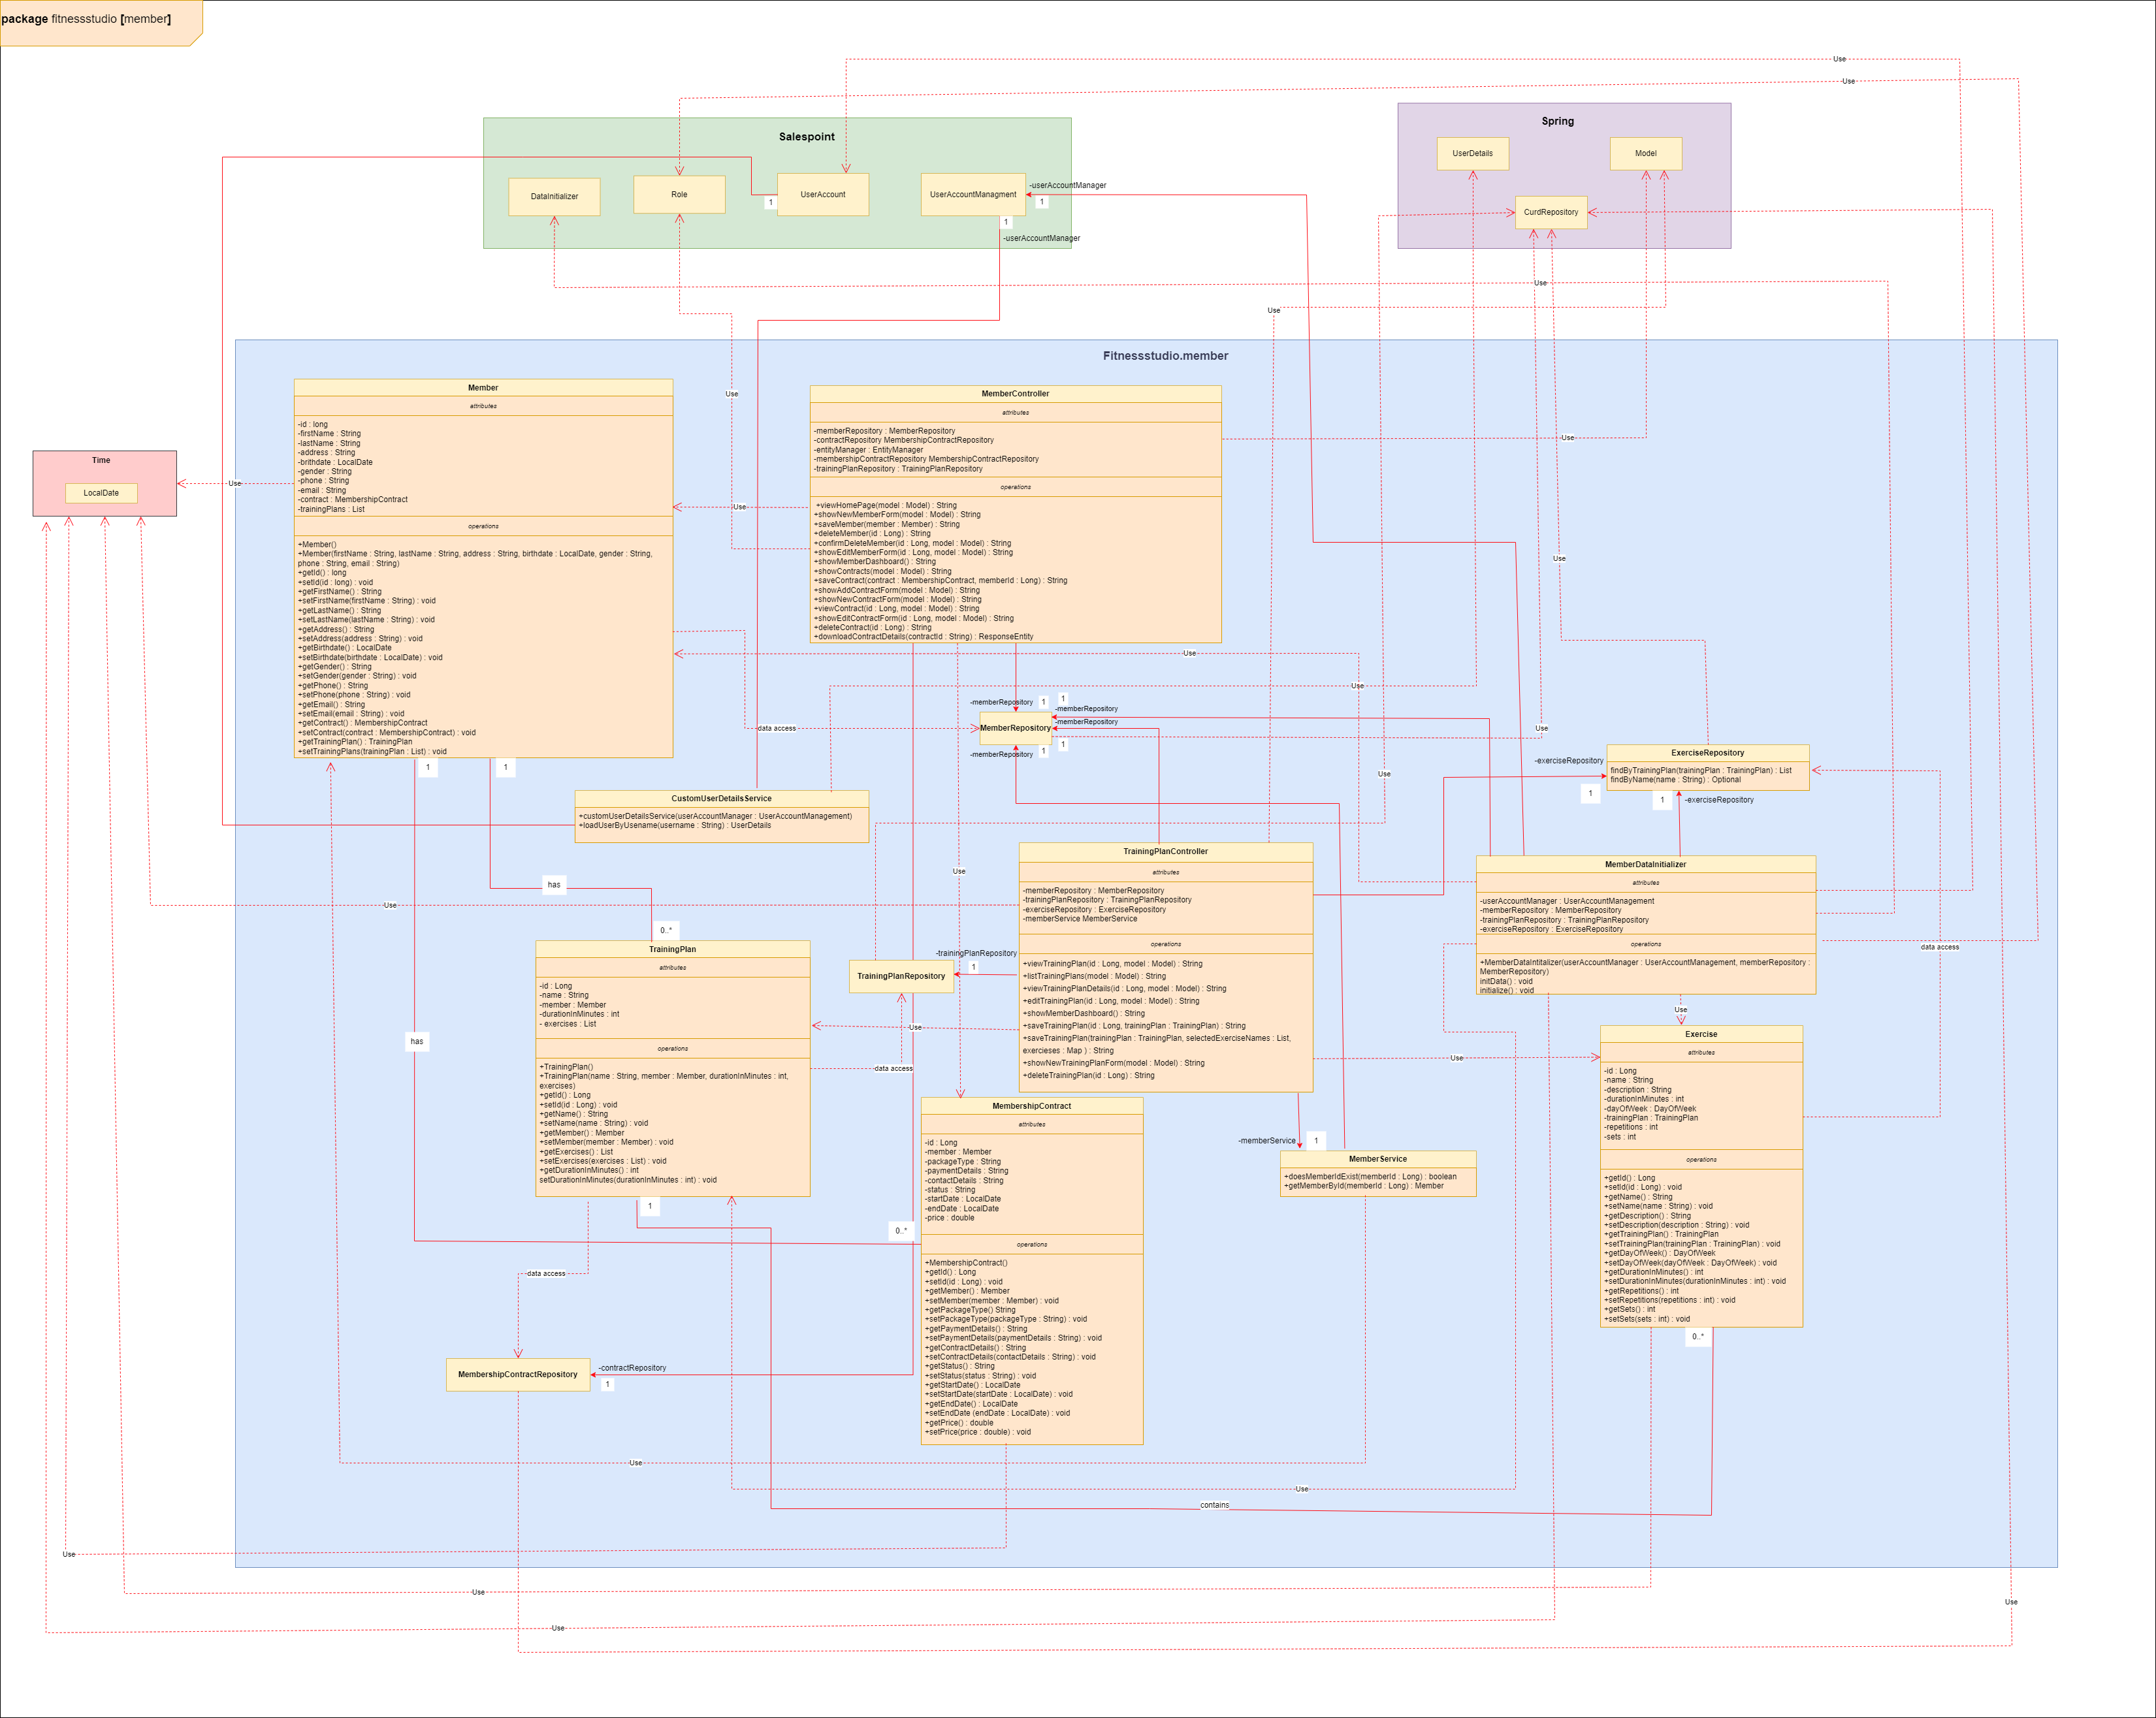 package fitnessstudio [member]
Use
Use
Salespoint
DataInitializer
Role
UserAccount
UserAccountManagment
1
-userAccountManager
1
1
-userAccountManager
Spring
UserDetails
Model
CurdRepository
Use
Use
Fitnessstudio.member
Time
LocalDate
Use
Member
attributes
-id : long
-firstName : String
-lastName : String
-address : String
-brithdate : LocalDate
-gender : String
-phone : String
-email : String
-contract : MembershipContract
-trainingPlans : List
operations
+Member()
+Member(firstName : String, lastName : String, address : String, birthdate : LocalDate, gender : String,
phone : String, email : String)
+getId() : long
+setId(id : long) : void
+getFirstName() : String
+setFirstName(firstName : String) : void
+getLastName() : String
+setLastName(lastName : String) : void
+getAddress() : String
+setAddress(address : String) : void
+getBirthdate() : LocalDate
+setBirthdate(birthdate : LocalDate) : void
+getGender() : String
+setGender(gender : String) : void
+getPhone() : String
+setPhone(phone : String) : void
+getEmail() : String
+setEmail(email : String) : void
+getContract() : MembershipContract
+setContract(contract : MembershipContract) : void
+getTrainingPlan() : TrainingPlan
+setTrainingPlans(trainingPlan : List) : void
1
1
Use
Use
MemberController
attributes
-memberRepository : MemberRepository
-contractRepository MembershipContractRepository
-entityManager : EntityManager
-membershipContractRepository MembershipContractRepository
-trainingPlanRepository : TrainingPlanRepository
operations
+viewHomePage(model : Model) : String
+showNewMemberForm(model : Model) : String
+saveMember(member : Member) : String
+deleteMember(id : Long) : String
+confirmDeleteMember(id : Long, model : Model) : String
+showEditMemberForm(id : Long, model : Model) : String
+showMemberDashboard() : String
+showContracts(model : Model) : String
+saveContract(contract : MembershipContract, memberId : Long) : String
+showAddContractForm(model : Model) : String
+showNewContractForm(model : Model) : String
+viewContract(id : Long, model : Model) : String
+showEditContractForm(id : Long, model : Model) : String
+deleteContract(id : Long) : String
+downloadContractDetails(contractId : String) : ResponseEntity
Use
Use
Use
Use
-memberRepository
1
1
-memberRepository
-memberRepository
MemberRepository
1
-memberRepository
1
data access
Use
Use
ExerciseRepository
findByTrainingPlan(trainingPlan : TrainingPlan) : List
findByName(name : String) : Optional
-exerciseRepository
1
1
-exerciseRepository
CustomUserDetailsService
+customUserDetailsService(userAccountManager : UserAccountManagement)
+loadUserByUsename(username : String) : UserDetails
has
Use
0..*
Use
TrainingPlanController
attributes
-memberRepository : MemberRepository
-trainingPlanRepository : TrainingPlanRepository
-exerciseRepository : ExerciseRepository
-memberService MemberService
operations
+viewTrainingPlan(id : Long, model : Model) : String
+listTrainingPlans(model : Model) : String
+viewTrainingPlanDetails(id : Long, model : Model) : String
+editTrainingPlan(id : Long, model : Model) : String
+showMemberDashboard() : String
+saveTrainingPlan(id : Long, trainingPlan : TrainingPlan) : String
+saveTrainingPlan(trainingPlan : TrainingPlan, selectedExerciseNames : List,
exercieses : Map ) : String
+showNewTrainingPlanForm(model : Model) : String
+deleteTrainingPlan(id : Long) : String
MemberDataInitializer
attributes
-userAccountManager : UserAccountManagement
-memberRepository : MemberRepository
-trainingPlanRepository : TrainingPlanRepository
-exerciseRepository : ExerciseRepository
operations
+MemberDataIntitalizer(userAccountManager : UserAccountManagement, memberRepository :
MemberRepository)
initData() : void
initialize() : void
data access
Use
TrainingPlan
attributes
-id : Long
-name : String
-member : Member
-durationInMinutes : int
- exercises : List
operations
+TrainingPlan()
+TrainingPlan(name : String, member : Member, durationInMinutes : int,
exercises)
+getId() : Long
+setId(id : Long) : void
+getName() : String
+setName(name : String) : void
+getMember() : Member
+setMember(member : Member) : void
+getExercises() : List
+setExercises(exercises : List) : void
+getDurationInMinutes() : int
setDurationInMinutes(durationInMinutes : int) : void
1
-trainingPlanRepository
1
TrainingPlanRepository
Use
data access
has
Use
Exercise
attributes
-id : Long
-name : String
-description : String
-durationInMinutes : int
-dayOfWeek : DayOfWeek
-trainingPlan : TrainingPlan
-repetitions : int
-sets : int
operations
+getId() : Long
+setId(id : Long) : void
+getName() : String
+setName(name : String) : void
+getDescription() : String
+setDescription(description : String) : void
+getTrainingPlan() : TrainingPlan
+setTrainingPlan(trainingPlan : TrainingPlan) : void
+getDayOfWeek() : DayOfWeek
+setDayOfWeek(dayOfWeek : DayOfWeek) : void
+getDurationInMinutes() : int
+setDurationInMinutes(durationInMinutes : int) : void
+getRepetitions() : int
+setRepetitions(repetitions : int) : void
+getSets() : int
+setSets(sets : int) : void
0..*
MembershipContract
attributes
-id : Long
-member : Member
-packageType : String
-paymentDetails : String
-contactDetails : String
-status : String
-startDate : LocalDate
-endDate : LocalDate
-price : double
operations
+MembershipContract()
+getId() : Long
+setId(id : Long) : void
+getMember() : Member
+setMember(member : Member) : void
+getPackageType() String
+setPackageType(packageType : String) : void
+getPaymentDetails() : String
+setPaymentDetails(paymentDetails : String) : void
+getContractDetails() : String
+setContractDetails(contactDetails : String) : void
+getStatus() : String
+setStatus(status : String) : void
+getStartDate() : LocalDate
+setStartDate(startDate : LocalDate) : void
+getEndDate() : LocalDate
+setEndDate (endDate : LocalDate) : void
+getPrice() : double
+setPrice(price : double) : void
0..*
-memberService
1
MemberService
+doesMemberIdExist(memberId : Long) : boolean
+getMemberById(memberId : Long) : Member
data access
MembershipContractRepository
-contractRepository
1
Use
Use
contains
Use
Use
Use
Use